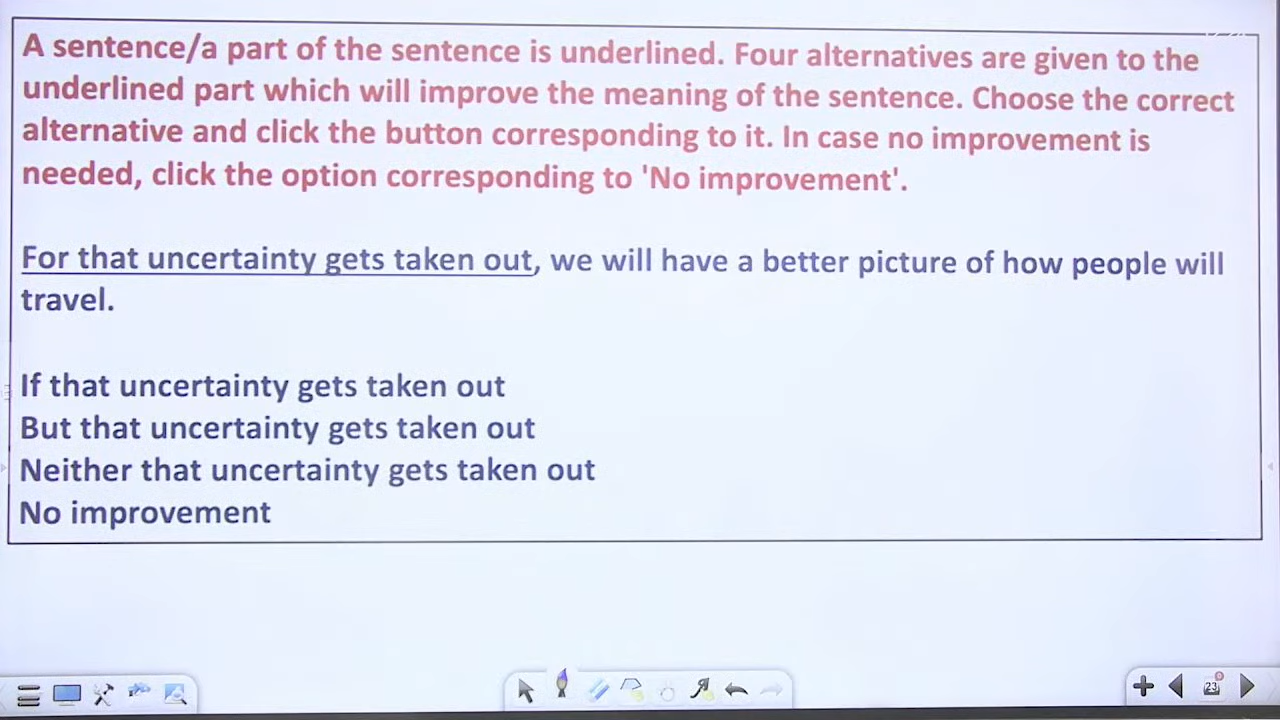 A sentence/a part of the sentence is underlined. Four alternatives are given to the
underlined part which will improve the meaning of the sentence. Choose the correct
alternative and click the button corresponding to it. In case no improvement is
needed, click the option corresponding to 'No improvement'.
For that uncertainty gets taken out, we will have a better picture of how people will
travel.
If that uncertainty gets taken out
But that uncertainty gets taken out
Neither that uncertainty gets taken out
No improvement
23